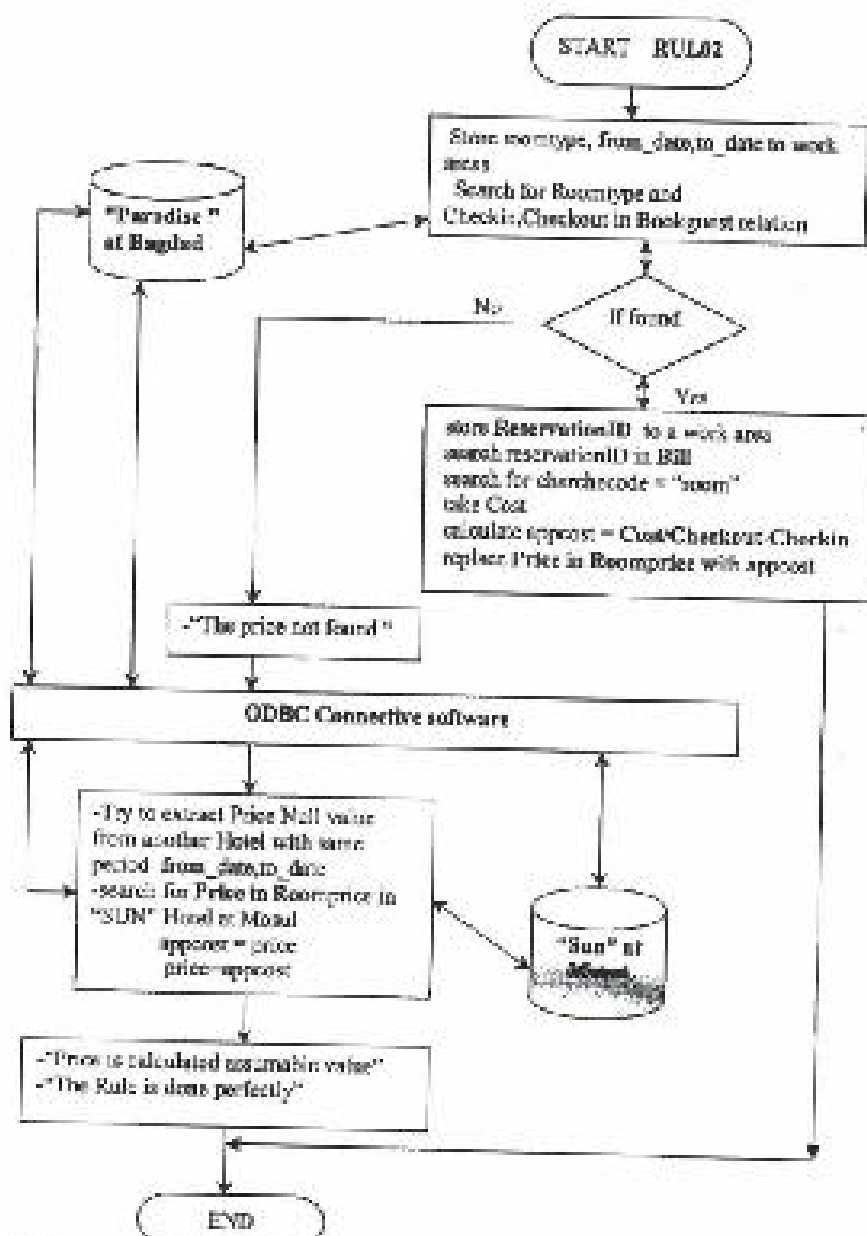 START RUL02
Store roomtype, from_date,to_date to work
areas
Search for Roomtype and
Checkin/Checkout in Bookguest relation
"Paradise"
at Bagdad
If found
No
Yes
store ReservationID to a work area
search reservationID in Bill
search for charhecode = "room"
take Cost
calculate appcost = Cost/Checkout-Checkin
replace Price in Roomprice with appcost
-"The price not found "
ODBC Connective software
-Try to extract Price Null value
from another Hotel with same
period from_date,to_date
-search for Price in Roomprice in
"SUN" Hotel at Mosul
appcost = price
price=appcost
"Sun" at
-"Price is calculated assumable value"
-"The Rule is done perfectly"
END